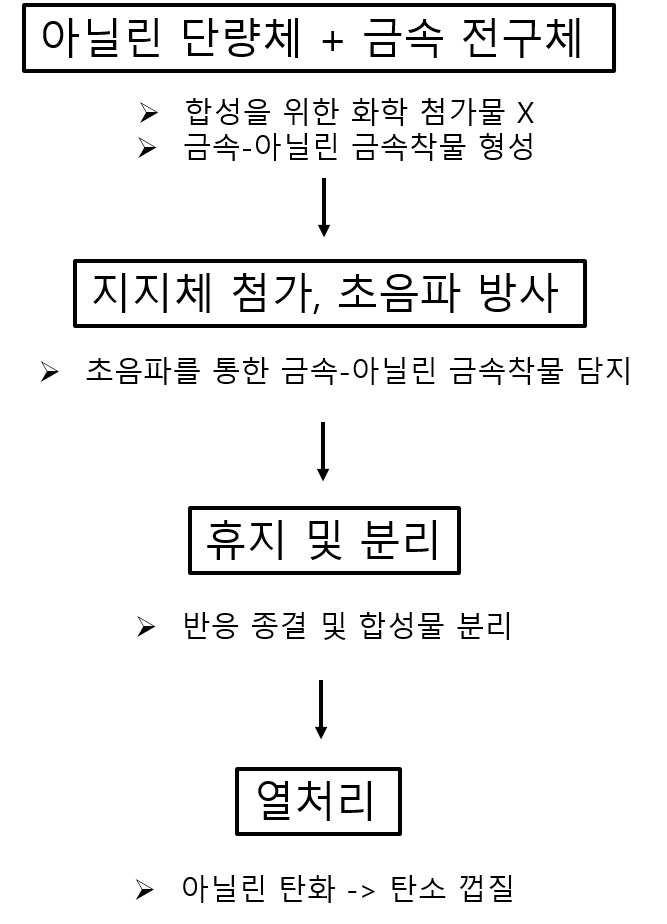 아닐린 단량체 + 금속 전구체
➢ 합성을 위한 화학 첨가물 X
➢ 금속-아닐린 금속착물 형성
지지체 첨가, 초음파 방사
➢ 초음파를 통한 금속-아닐린 금속착물 담지
휴지 및 분리
➢ 반응 종결 및 합성물 분리
열처리
➢ 아닐린 탄화 -> 탄소 껍질